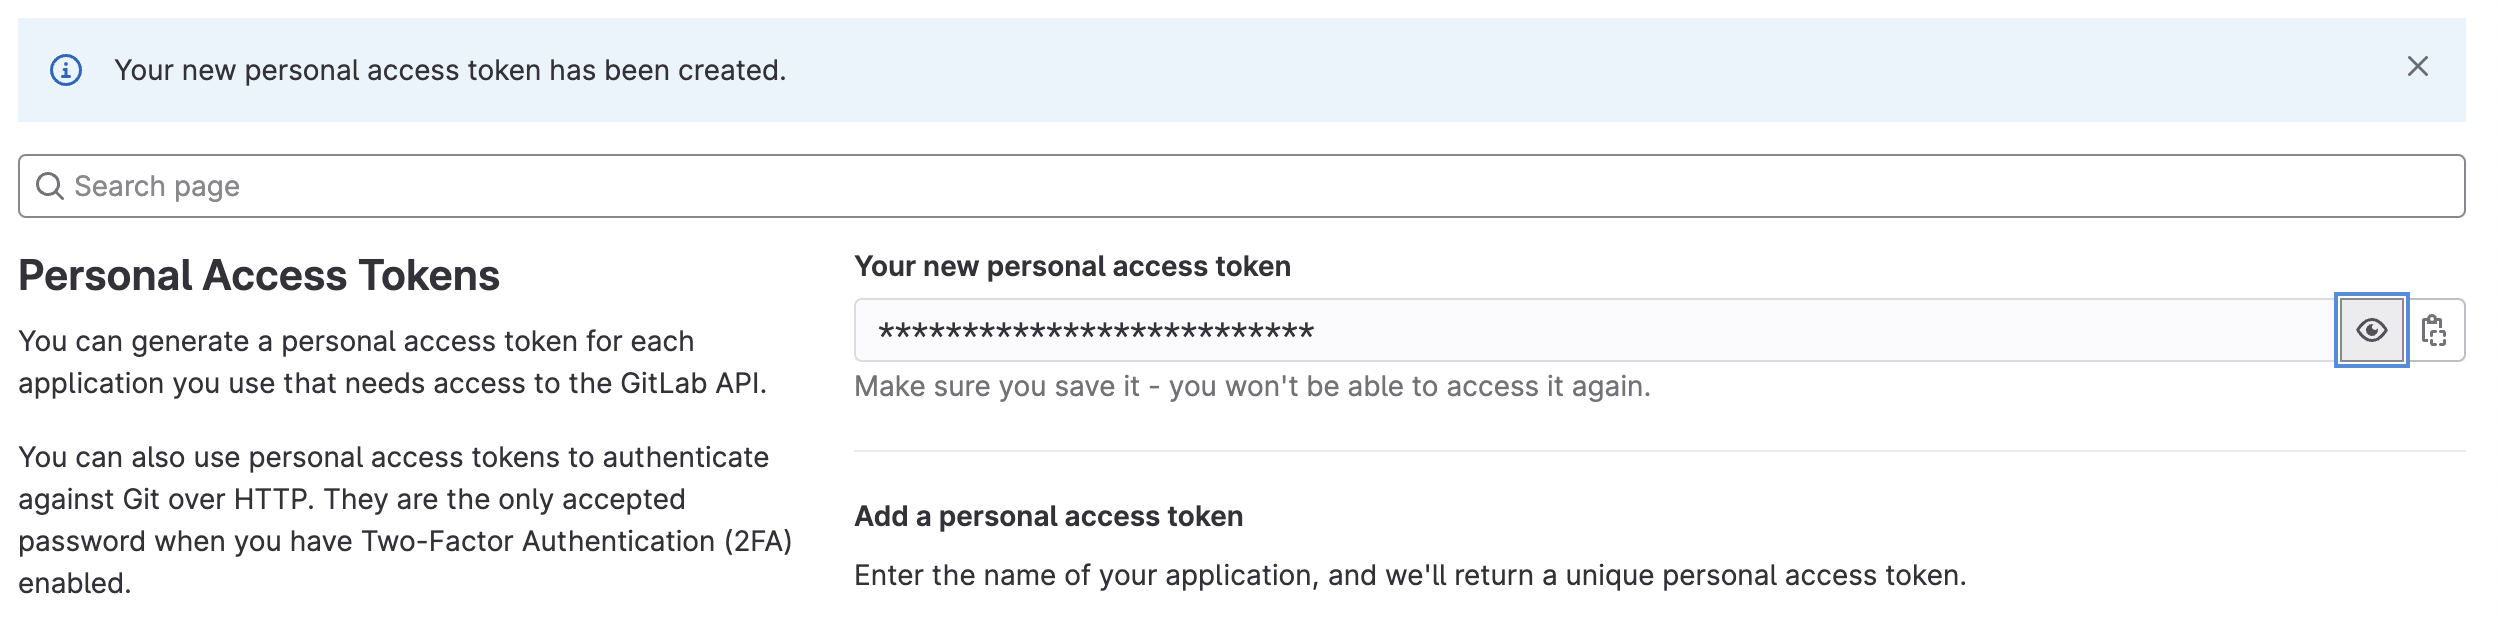 Your new personal access token has been created.
Search page
Personal Access Tokens
You can generate a personal access token for each
application you use that needs access to the GitLab API.
You can also use personal access tokens to authenticate
against Git over HTTP. They are the only accepted
password when you have Two-Factor Authentication (2FA)
enabled.
Your new personal access token
**************************
Make sure you save it - you won't be able to access it again.
Add a personal access token
Enter the name of your application, and we'll return a unique personal access token.